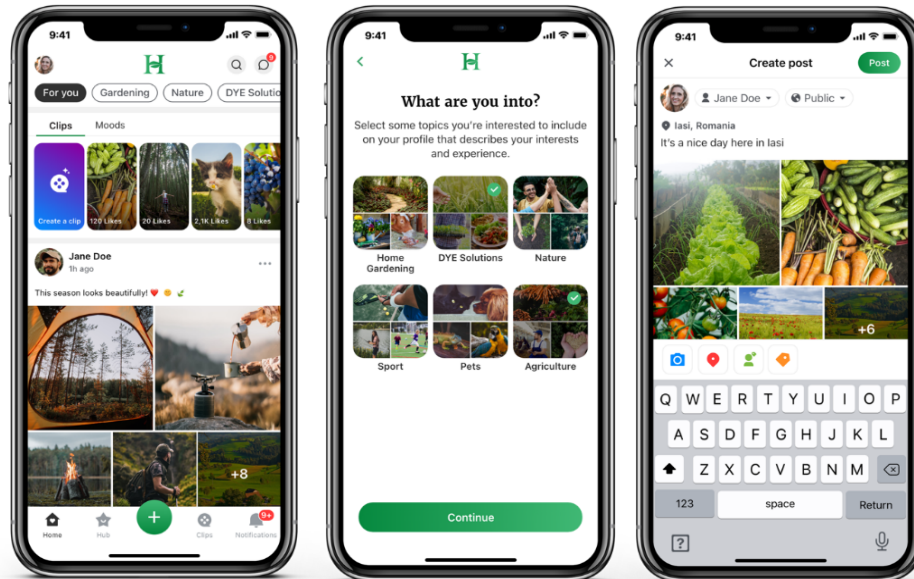 9:41
H
9
For you
Gardening
Nature
DYE Solutio
Clips
Moods
Create a clip
120 Likes
20 Likes
2,1K Likes
8 Likes
Jane Doe
1h ago
This season looks beautifully!
+8
Home
Hub
+
Clips
9+
Notifications
9:41
H
What are you into?
Select some topics you're interested to include
on your profile that describes your interests
and experience.
Home
Gardening
DYE Solutions
Nature
Sport
Pets
Agriculture
Continue
9:41
Create post
Post
Jane Doe
Public
Iasi, Romania
It's a nice day here in Iasi
+6
Q W E R T Y U I O P
A S D F G H J K L
Z X C V B N M
123
space
Return
?